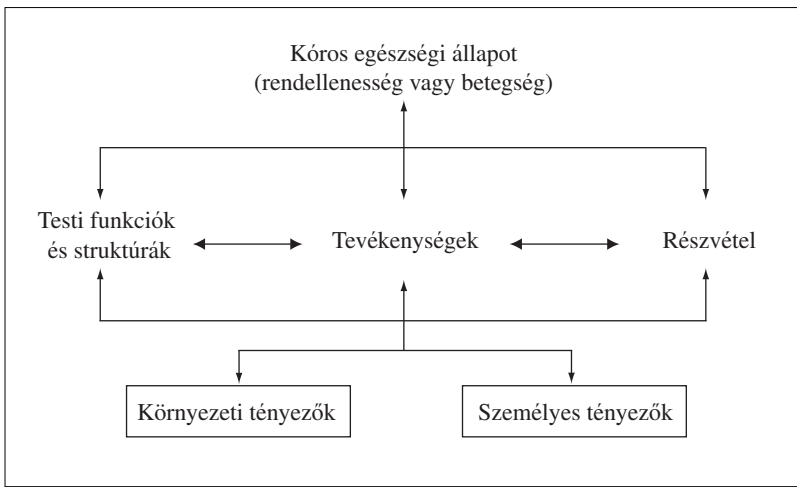 Kóros egészségi állapot
(rendellenesség vagy betegség)
Testi funkciók
és struktúrák
Tevékenységek
Részvétel
Környezeti tényezők
Személyes tényezők